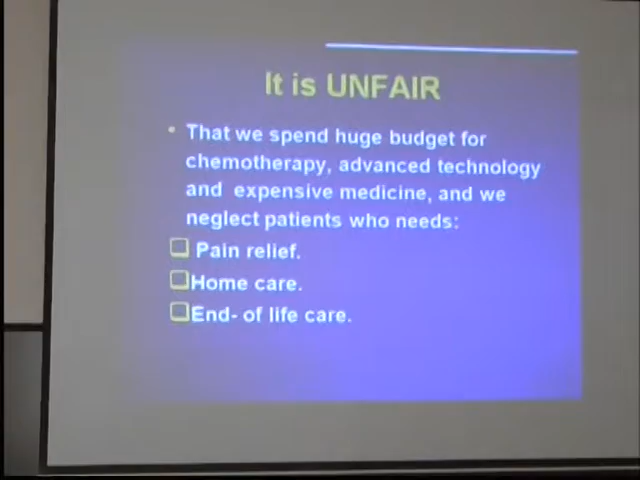 It is UNFAIR
• That we spend huge budget for
chemotherapy, advanced technology
and expensive medicine, and we
neglect patients who needs:
❑ Pain relief.
❑Home care.
❑End- of life care.